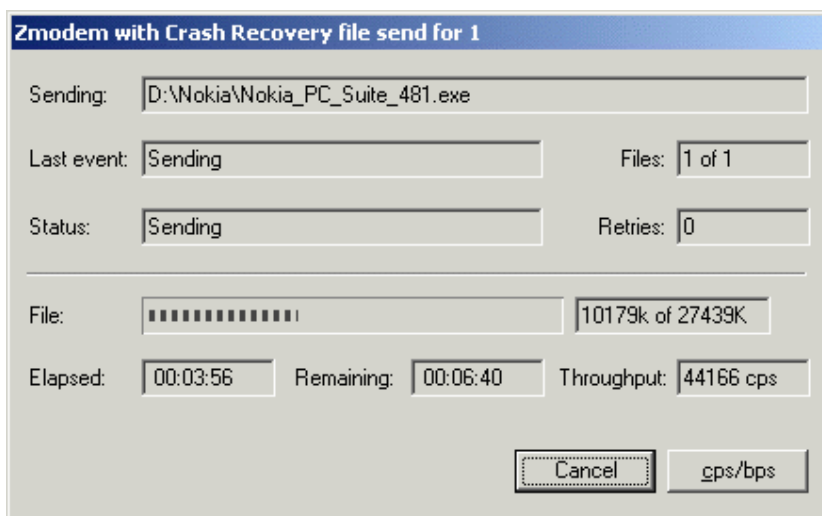 Zmodem with Crash Recovery file send for 1
Sending: D:\Nokia\Nokia_PC_Suite_481.exe
Last event: Sending Files: 1 of 1
Status: Sending Retries: 0
File: 10179k of 27439K
Elapsed: 00:03:56 Remaining: 00:06:40 Throughput: 44166 cps
Cancel cps/bps